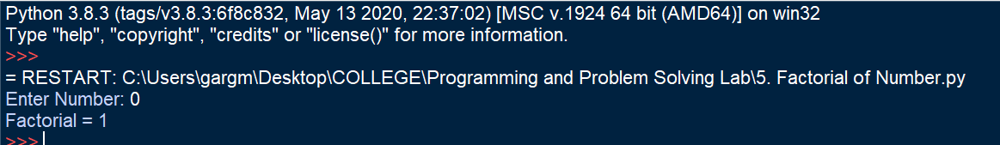 Python 3.8.3 (tags/v3.8.3:6f8c832, May 13 2020, 22:37:02) [MSC v.1924 64 bit (AMD64)] on win32
Type "help", "copyright", "credits" or "license()" for more information.
>>>
= RESTART: C:\Users\gargm\Desktop\COLLEGE\Programming and Problem Solving Lab\5. Factorial of Number.py
Enter Number: 0
Factorial = 1
>>>